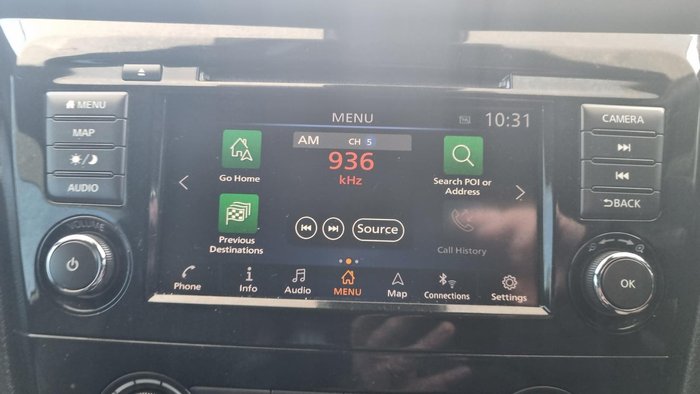 MENU
MAP
AUDIO
VOLUME
MENU
10:31
AM CH 5
936
kHz
Go Home
Search POI or
Address
Previous
Destinations
Source
Call History
Phone
Info
Audio
MENU
Map
Connections
Settings
CAMERA
BACK
OK